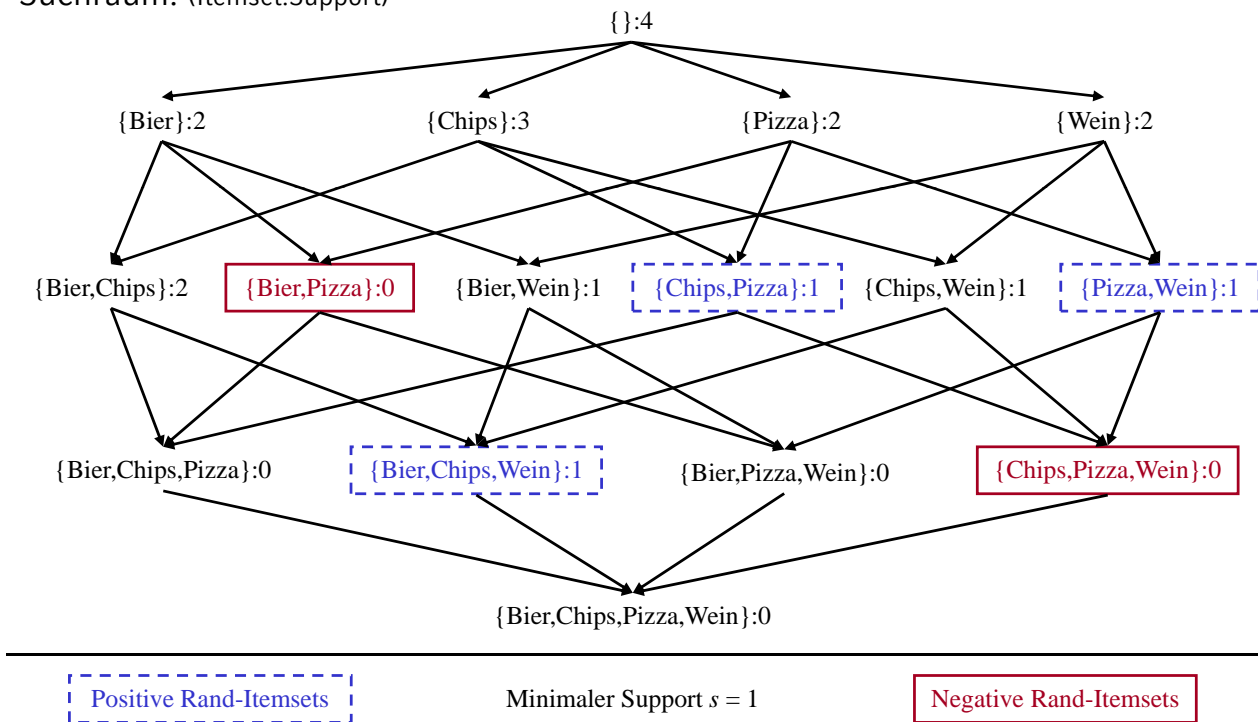 Suchraum: (Itemset:Support)
{}:4
{Bier}:2 {Chips}:3 {Pizza}:2 {Wein}:2
{Bier,Chips}:2 {Bier,Pizza}:0 {Bier,Wein}:1 {Chips,Pizza}:1 {Chips,Wein}:1 {Pizza,Wein}:1
{Bier,Chips,Pizza}:0 {Bier,Chips,Wein}:1 {Bier,Pizza,Wein}:0 {Chips,Pizza,Wein}:0
{Bier,Chips,Pizza,Wein}:0
Positive Rand-Itemsets Minimaler Support s = 1 Negative Rand-Itemsets